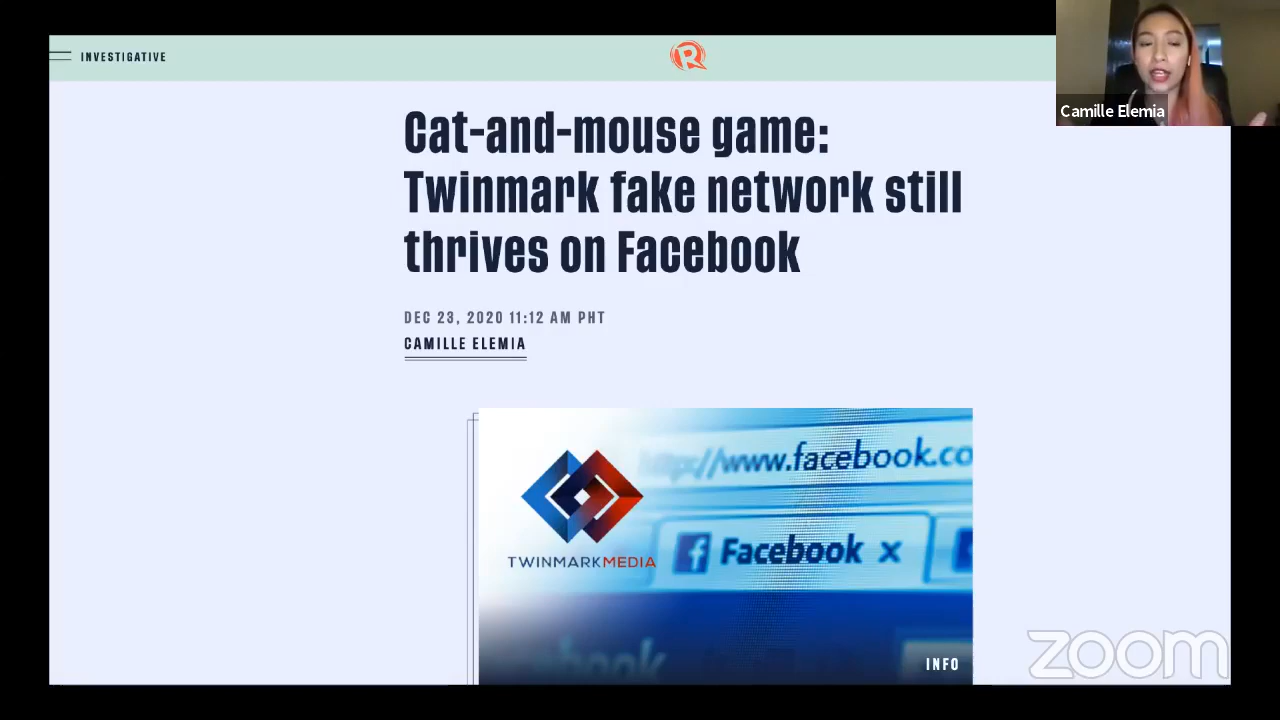 INVESTIGATIVE
R
Camille Elemia
Cat-and-mouse game:
Twinmark fake network still
thrives on Facebook
DEC 23, 2020 11:12 AM PHT
CAMILLE ELEMIA
http://www.facebook.co
TWINMARKMEDIA
Facebook x
INFO
zoom